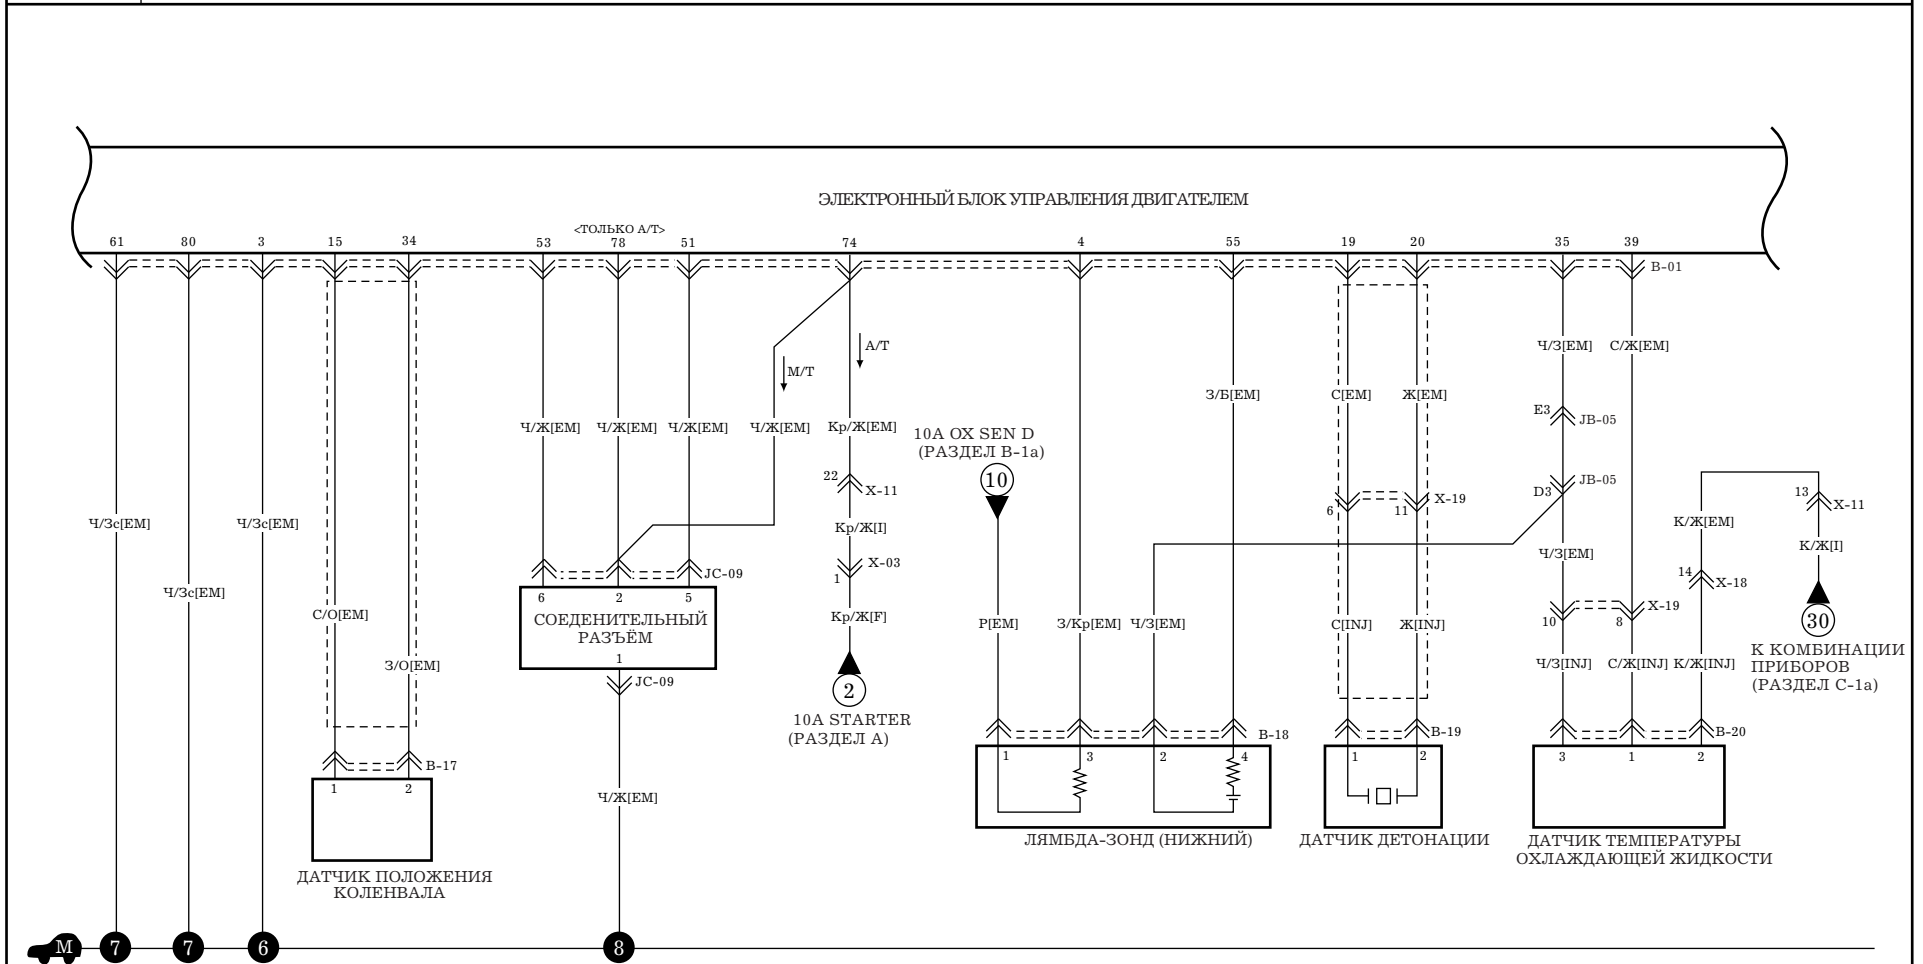 ЭЛЕКТРОННЫЙ БЛОК УПРАВЛЕНИЯ ДВИГАТЕЛЕМ
<ТОЛЬКО A/T>
61 80 3 15 34 53 78 51 74 4 55 19 20 35 39
B-01
A/T
M/T
Ч/З[EM] С/Ж[EM]
З/Б[EM] С[EM] Ж[EM]
E3 JB-05
Ч/Ж[EM] Ч/Ж[EM] Ч/Ж[EM] Ч/Ж[EM] Кр/Ж[EM]
10A OX SEN D
(РАЗДЕЛ B-1a)
10
22 X-11
D3 JB-05
6 11 X-19
13 X-11
Ч/Зс[EM] Ч/Зс[EM] Кр/Ж[I] К/Ж[EM]
Ч/З[EM] К/Ж[I]
X-03
1
JC-09
14 X-18
Ч/Зс[EM]
6 2 5
СОЕДЕНИТЕЛЬНЫЙ
РАЗЪЁМ
1
X-19
10 8
С/О[EM] Кр/Ж[F] Р[EM] З/Кр[EM] Ч/З[EM] С[INJ] Ж[INJ]
30
К КОМБИНАЦИИ
ПРИБОРОВ
(РАЗДЕЛ C-1a)
З/О[EM] Ч/З[INJ] С/Ж[INJ] К/Ж[INJ]
JC-09
2
10A STARTER
(РАЗДЕЛ A)
B-18 B-19 B-20
1 3 2 4 1 2 3 1 2
B-17
1 2
Ч/Ж[EM]
ЛЯМБДА-ЗОНД (НИЖНИЙ)
ДАТЧИК ДЕТОНАЦИИ
ДАТЧИК ТЕМПЕРАТУРЫ
ОХЛАЖДАЮЩЕЙ ЖИДКОСТИ
ДАТЧИК ПОЛОЖЕНИЯ
КОЛЕНВАЛА
M 7 7 6 8